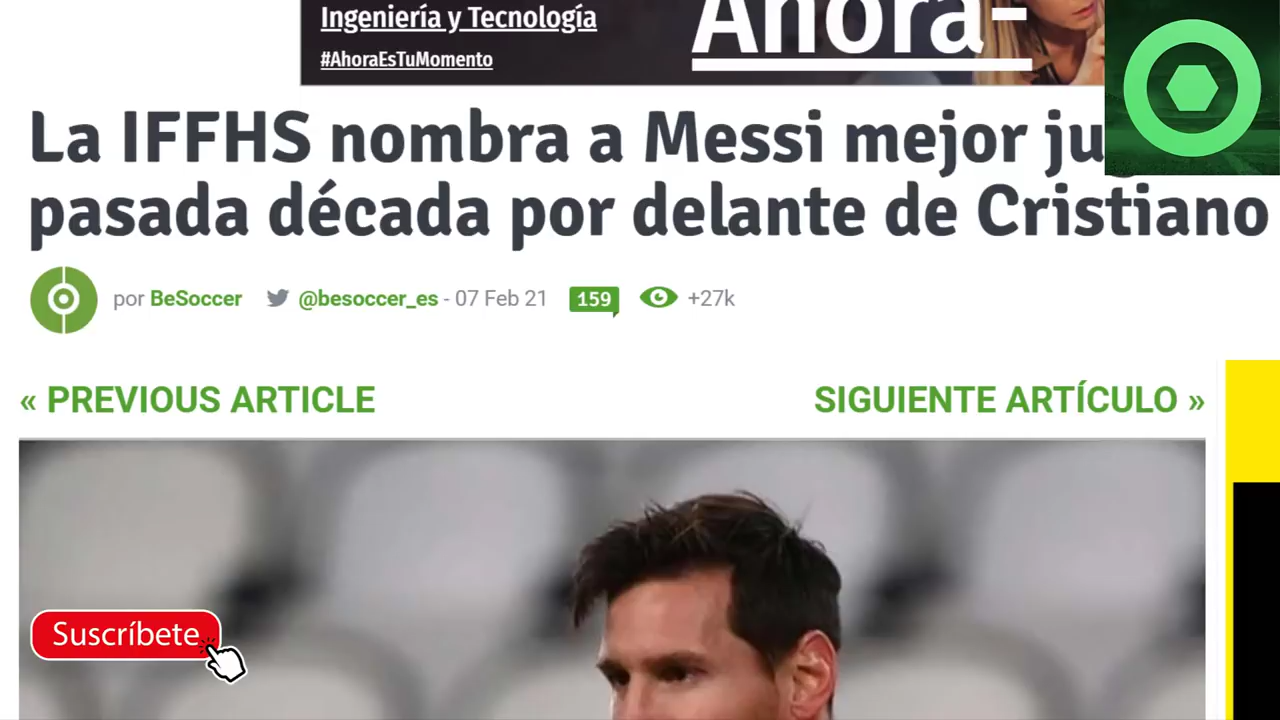 Ingeniería y Tecnología
#AhoraEsTuMomento
Ahora-
La IFFHS nombra a Messi mejor
pasada década por delante de Cristiano
por BeSoccer @besoccer_es - 07 Feb 21 159 +27k
« PREVIOUS ARTICLE
SIGUIENTE ARTÍCULO »
Suscríbete